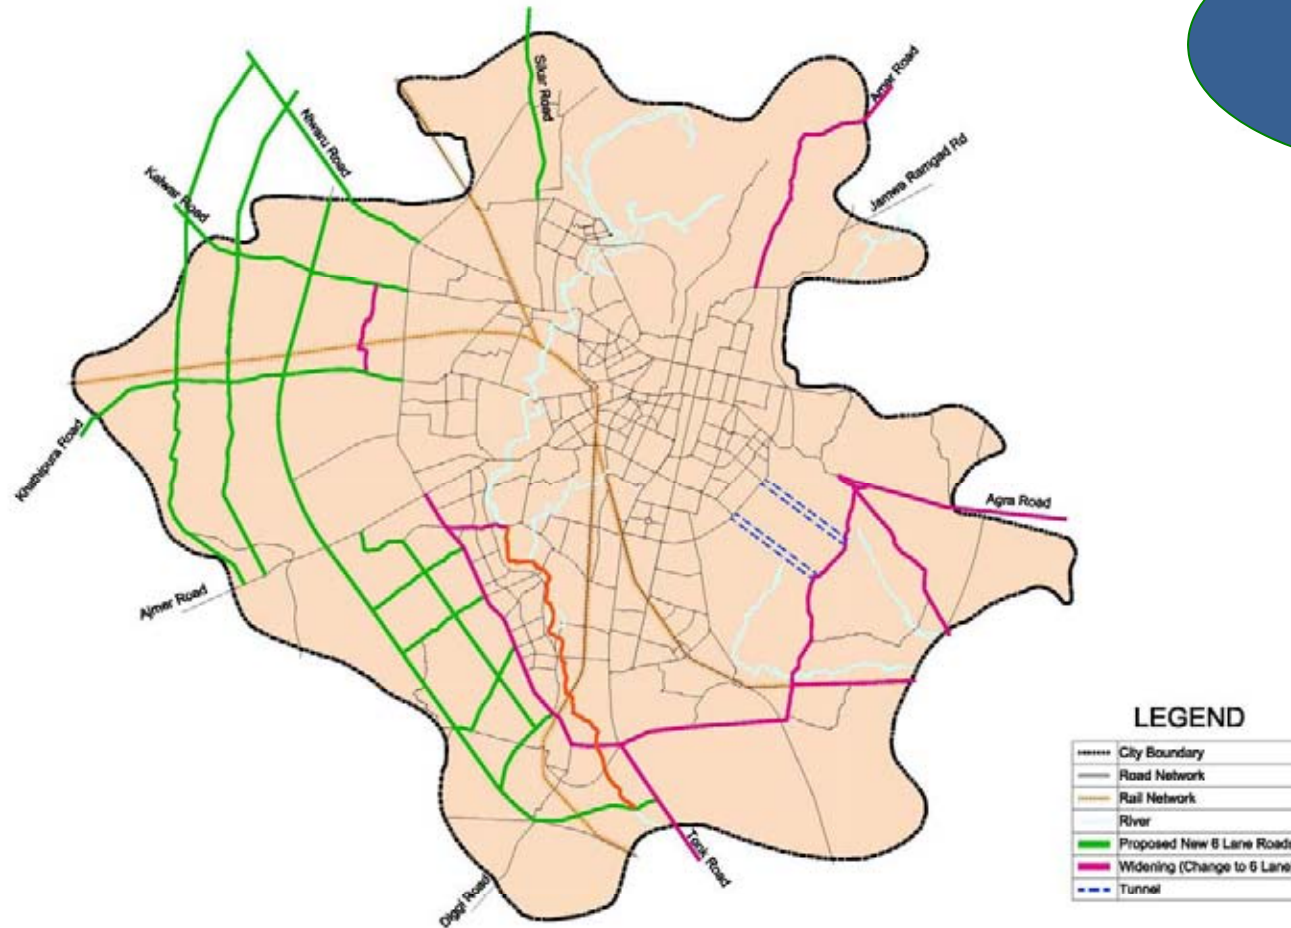 Sikar Road
Amer Road
Niwaru Road
Jamwa Ramgad Rd
Kalwar Road
Khathipura Road
Agra Road
Ajmer Road
Tonk Road
Diggi Road
LEGEND
City Boundary
Road Network
Rail Network
River
Proposed New 6 Lane Roads
Widening (Change to 6 Lane
Tunnel